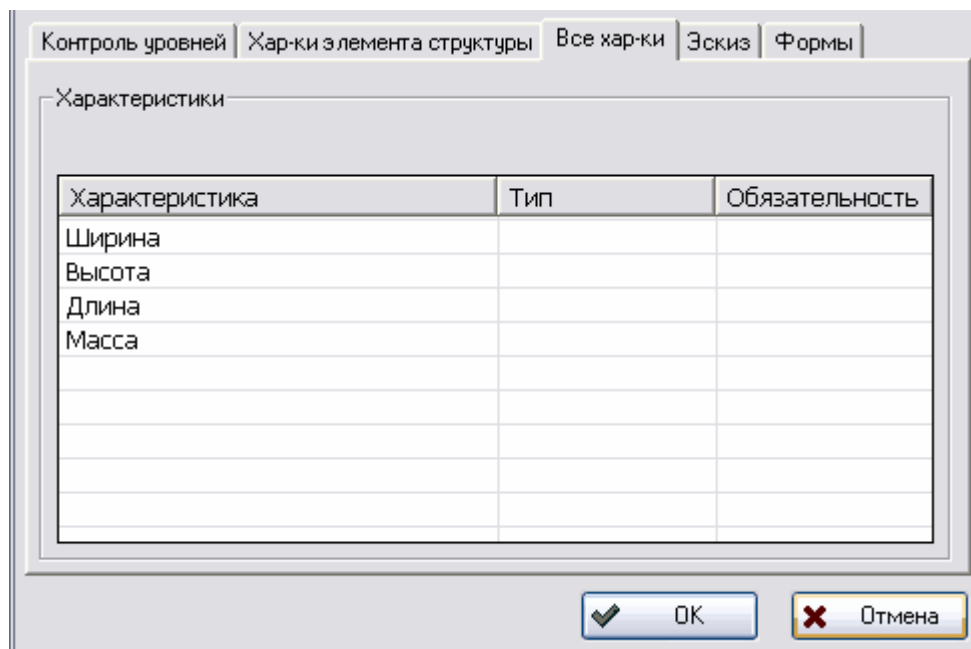 Контроль уровней Хар-ки элемента структуры Все хар-ки Эскиз Формы
Характеристики
Характеристика Тип Обязательность
Ширина
Высота
Длина
Масса
OK Отмена